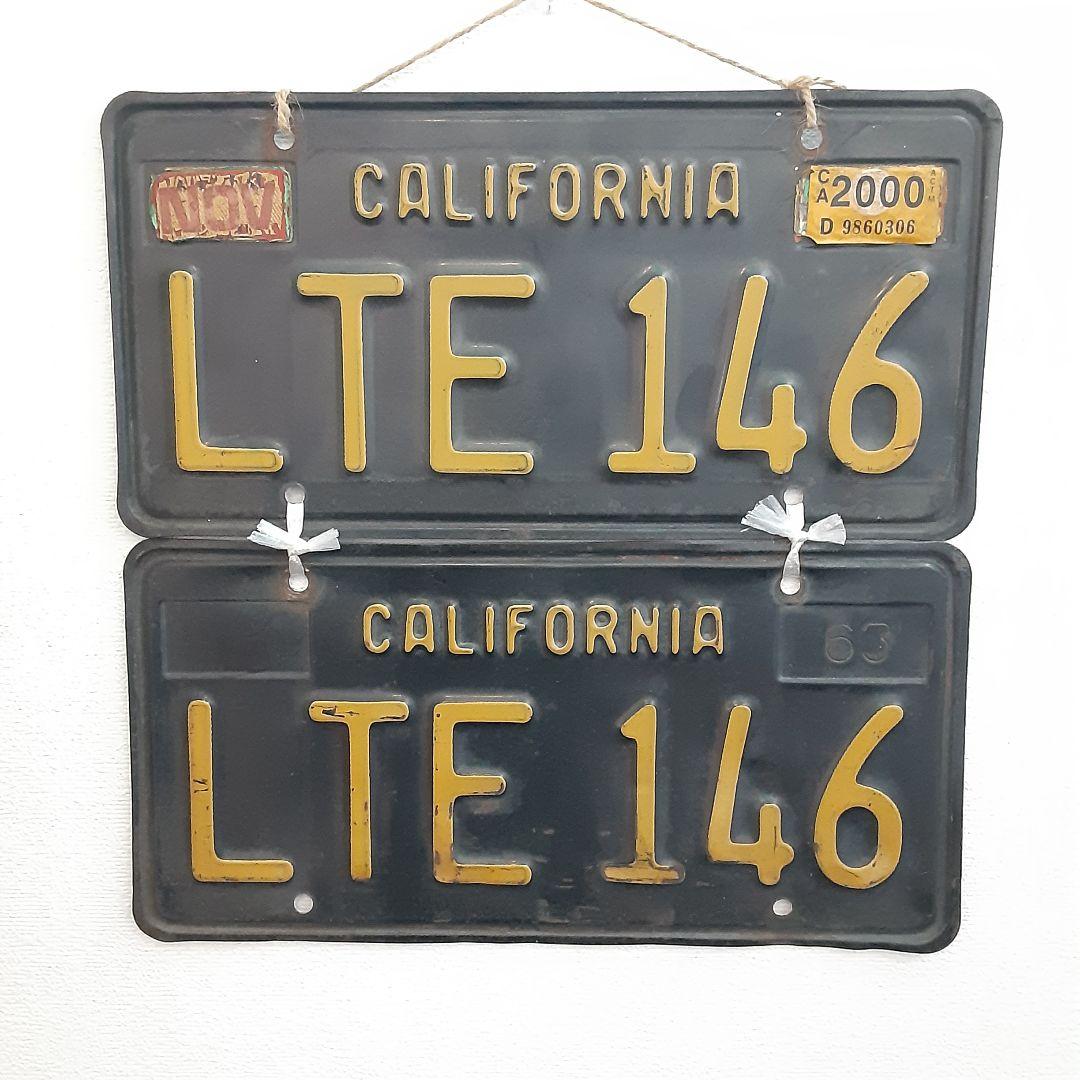 CALIFORNIA
NOV
CA 2000
D 9860306
LTE 146
CALIFORNIA
63
LTE 146